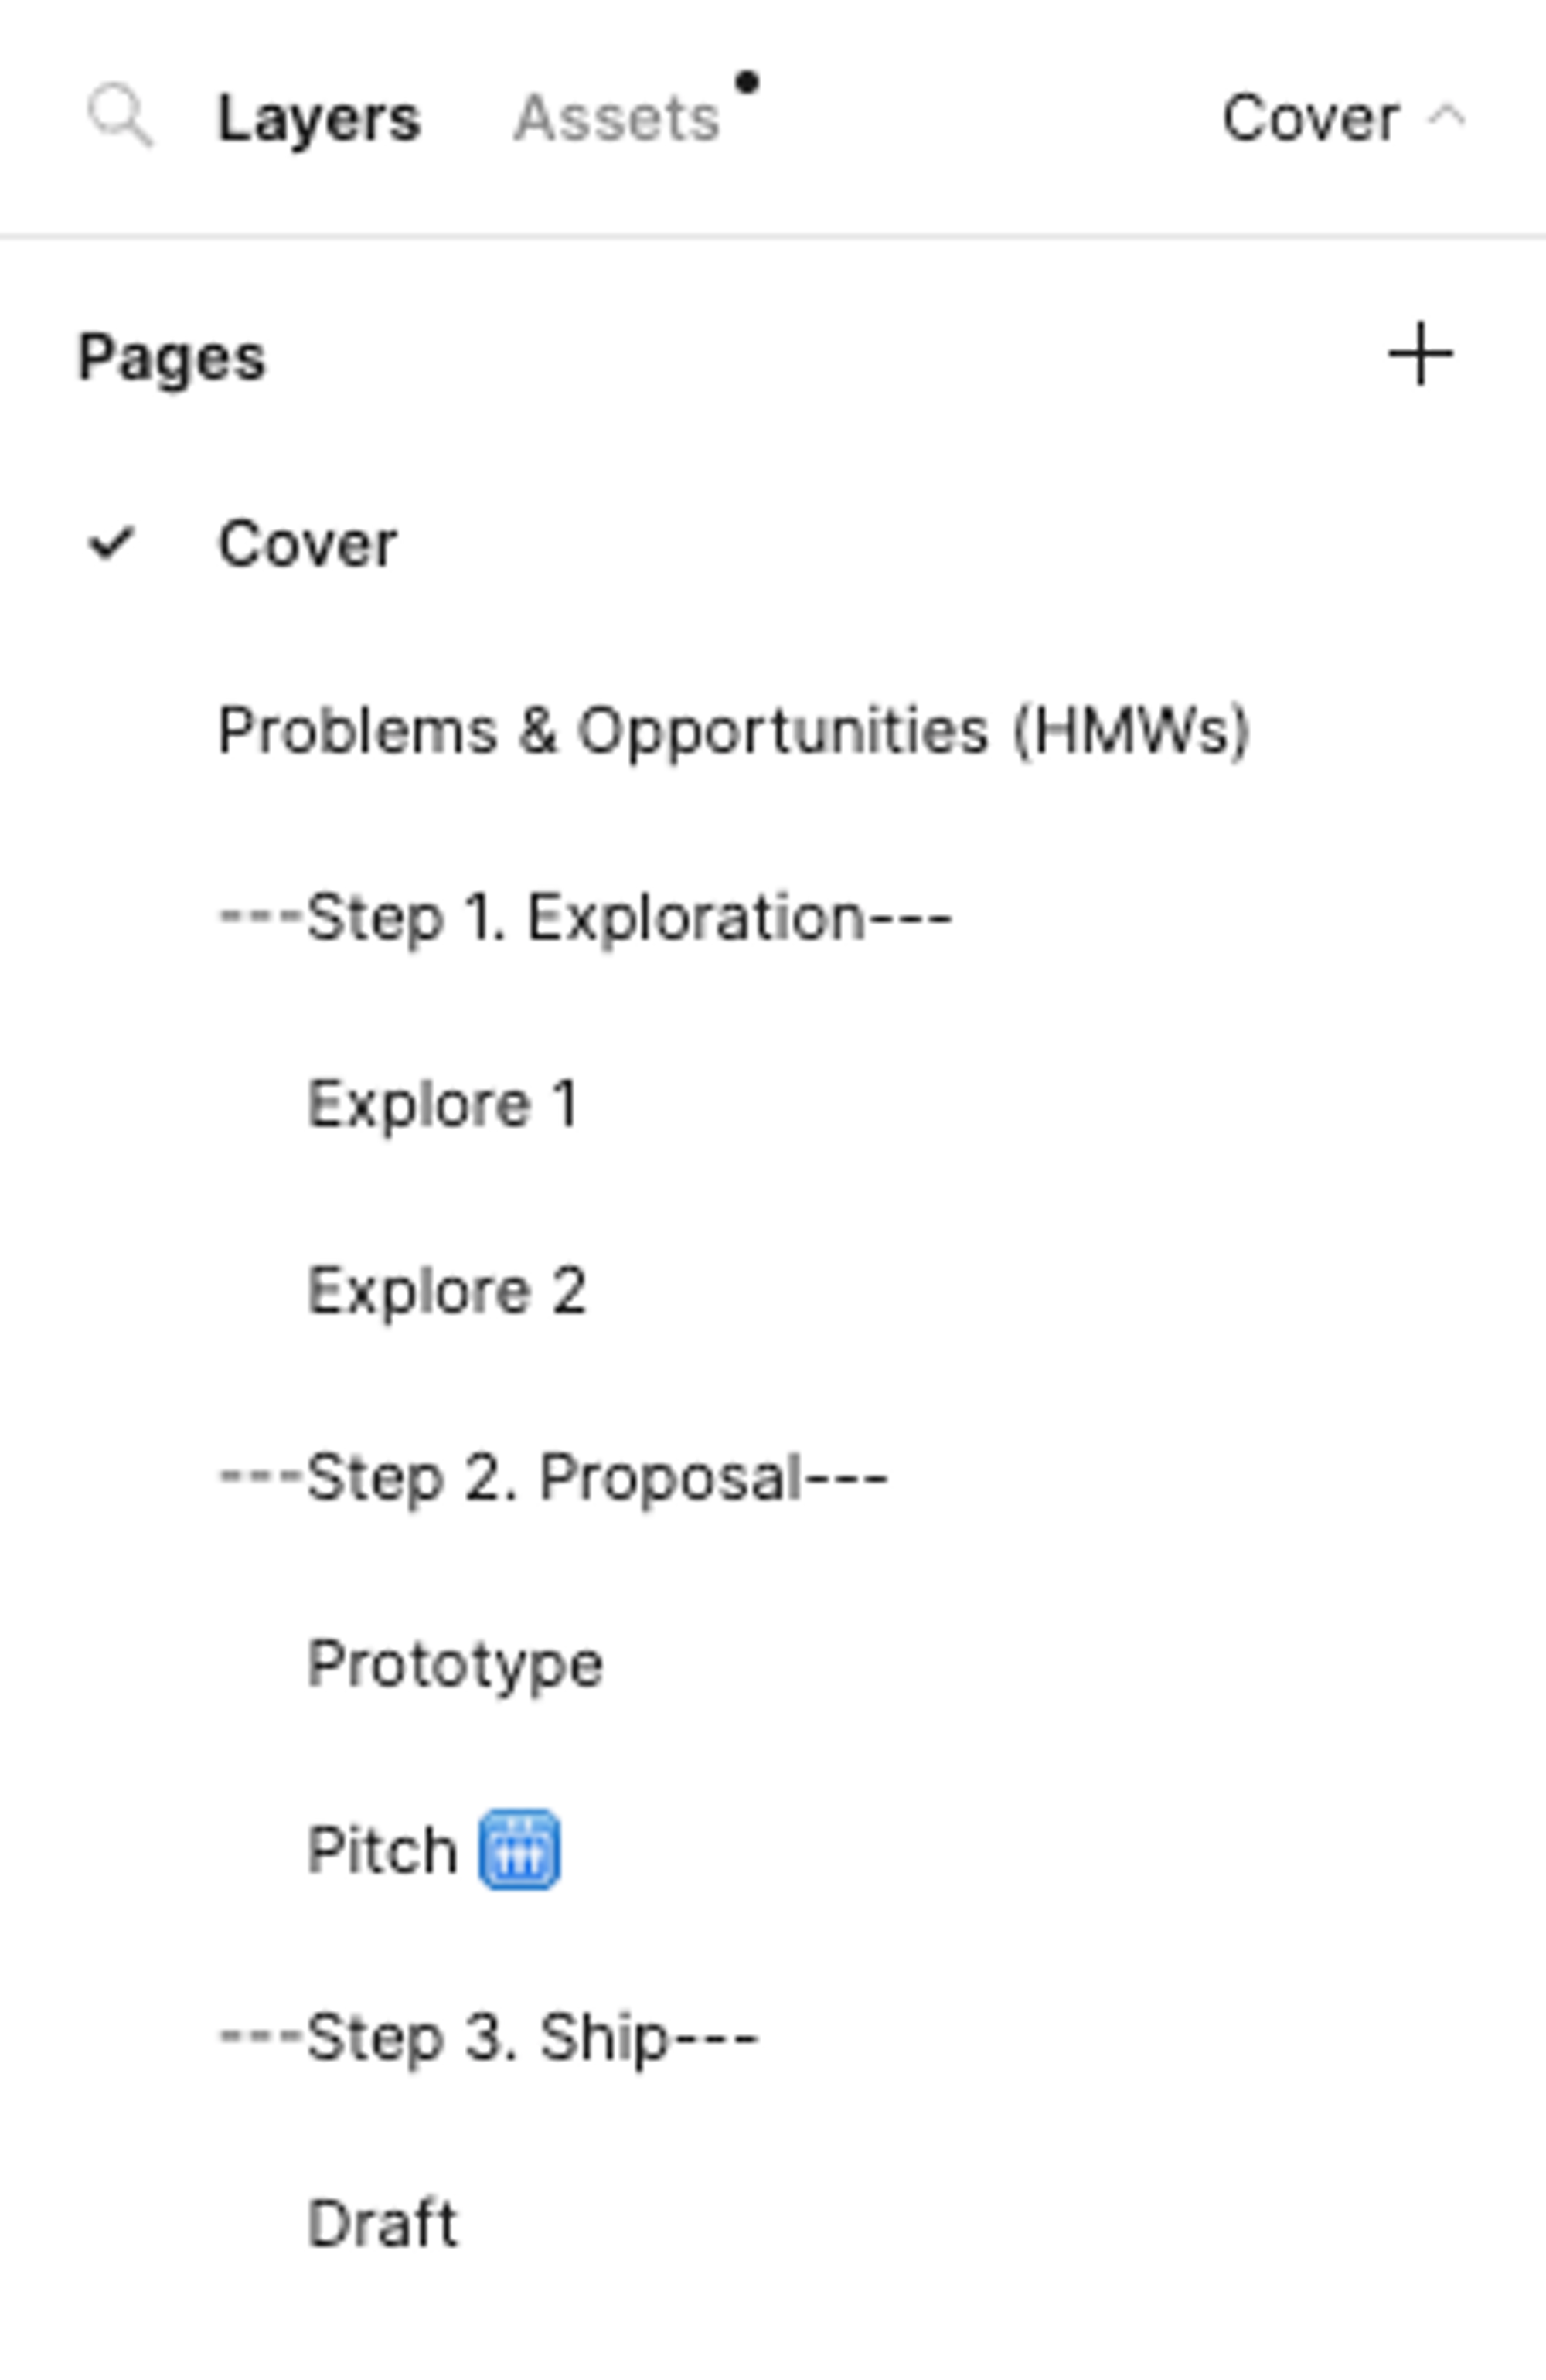 Layers Assets Cover
Pages
Cover
Problems & Opportunities (HMWs)
---Step 1. Exploration---
Explore 1
Explore 2
---Step 2. Proposal---
Prototype
Pitch
---Step 3. Ship---
Draft